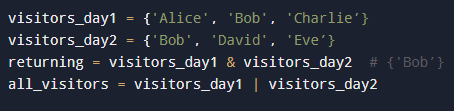 visitors_day1 = {'Alice', 'Bob', 'Charlie’}
visitors_day2 = {'Bob', 'David', 'Eve’}
returning = visitors_day1 & visitors_day2  # {'Bob’}
all_visitors = visitors_day1 | visitors_day2